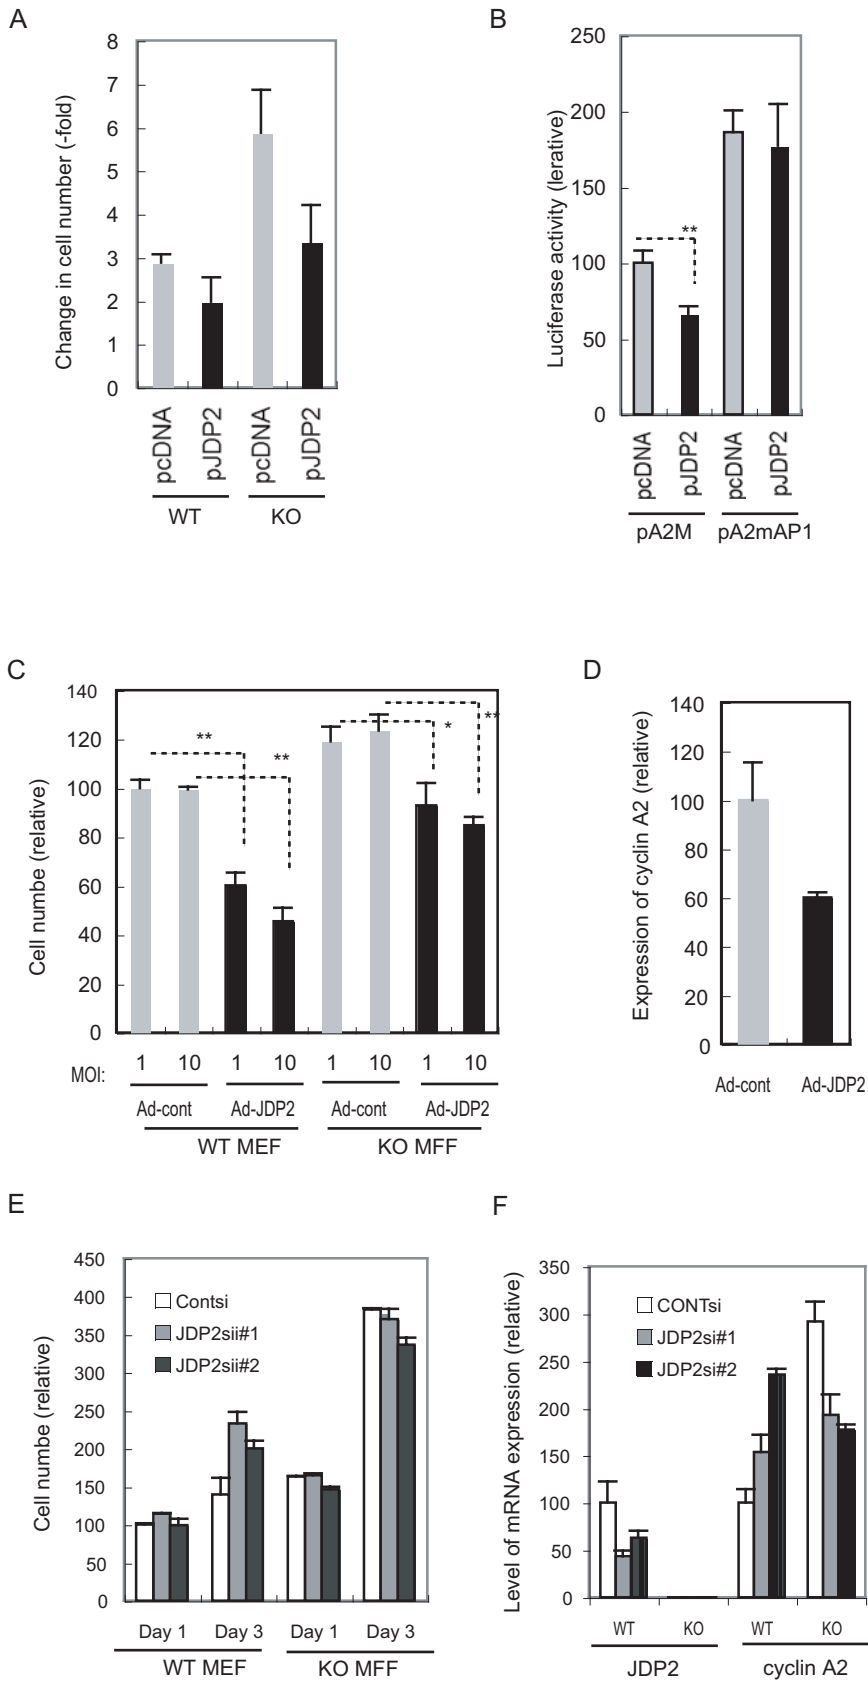 A
Change in cell number (-fold)
8
7
6
5
4
3
2
1
0
pcDNA pJDP2 pcDNA pJDP2
WT KO
B
Luciferase activity (lerative)
250
200
150
100
50
0
**
pcDNA pJDP2 pcDNA pJDP2
pA2M pA2mAP1
C
Cell numbe (relative)
140
120
100
80
60
40
20
0
** ** * **
MOI: 1 10 1 10 1 10 1 10
Ad-cont Ad-JDP2 Ad-cont Ad-JDP2
WT MEF KO MFF
D
Expression of cyclin A2 (relative)
140
120
100
80
60
40
20
0
Ad-cont Ad-JDP2
E
Cell numbe (relative)
450
400
350
300
250
200
150
100
50
0
Contsi
JDP2sii#1
JDP2sii#2
Day 1 Day 3 Day 1 Day 3
WT MEF KO MFF
F
Level of mRNA expression (relative)
350
300
250
200
150
100
50
0
CONTsi
JDP2si#1
JDP2si#2
WT KO WT KO
JDP2 cyclin A2